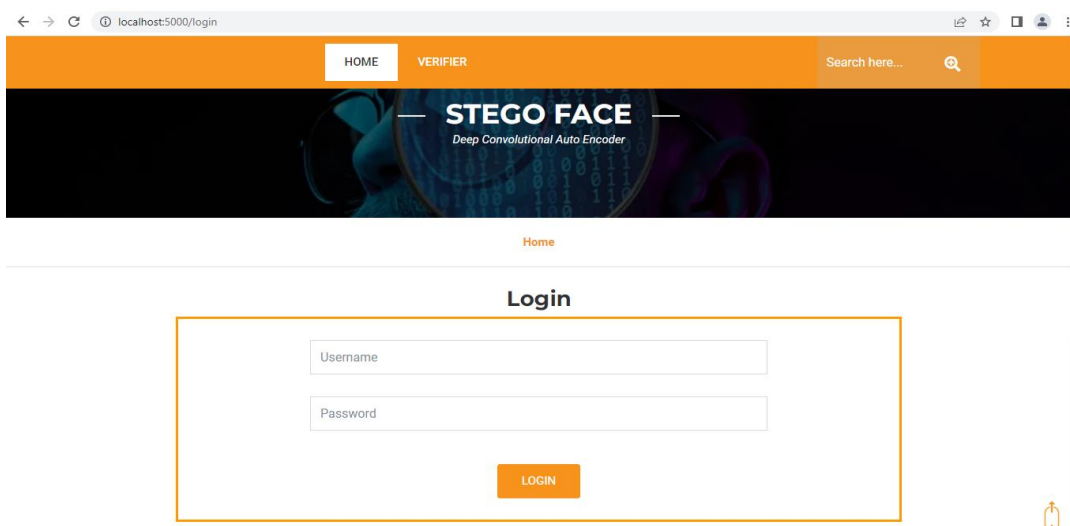 localhost:5000/login
HOME VERIFIER Search here...
STEGO FACE
Deep Convolutional Auto Encoder
Home
Login
Username
Password
LOGIN